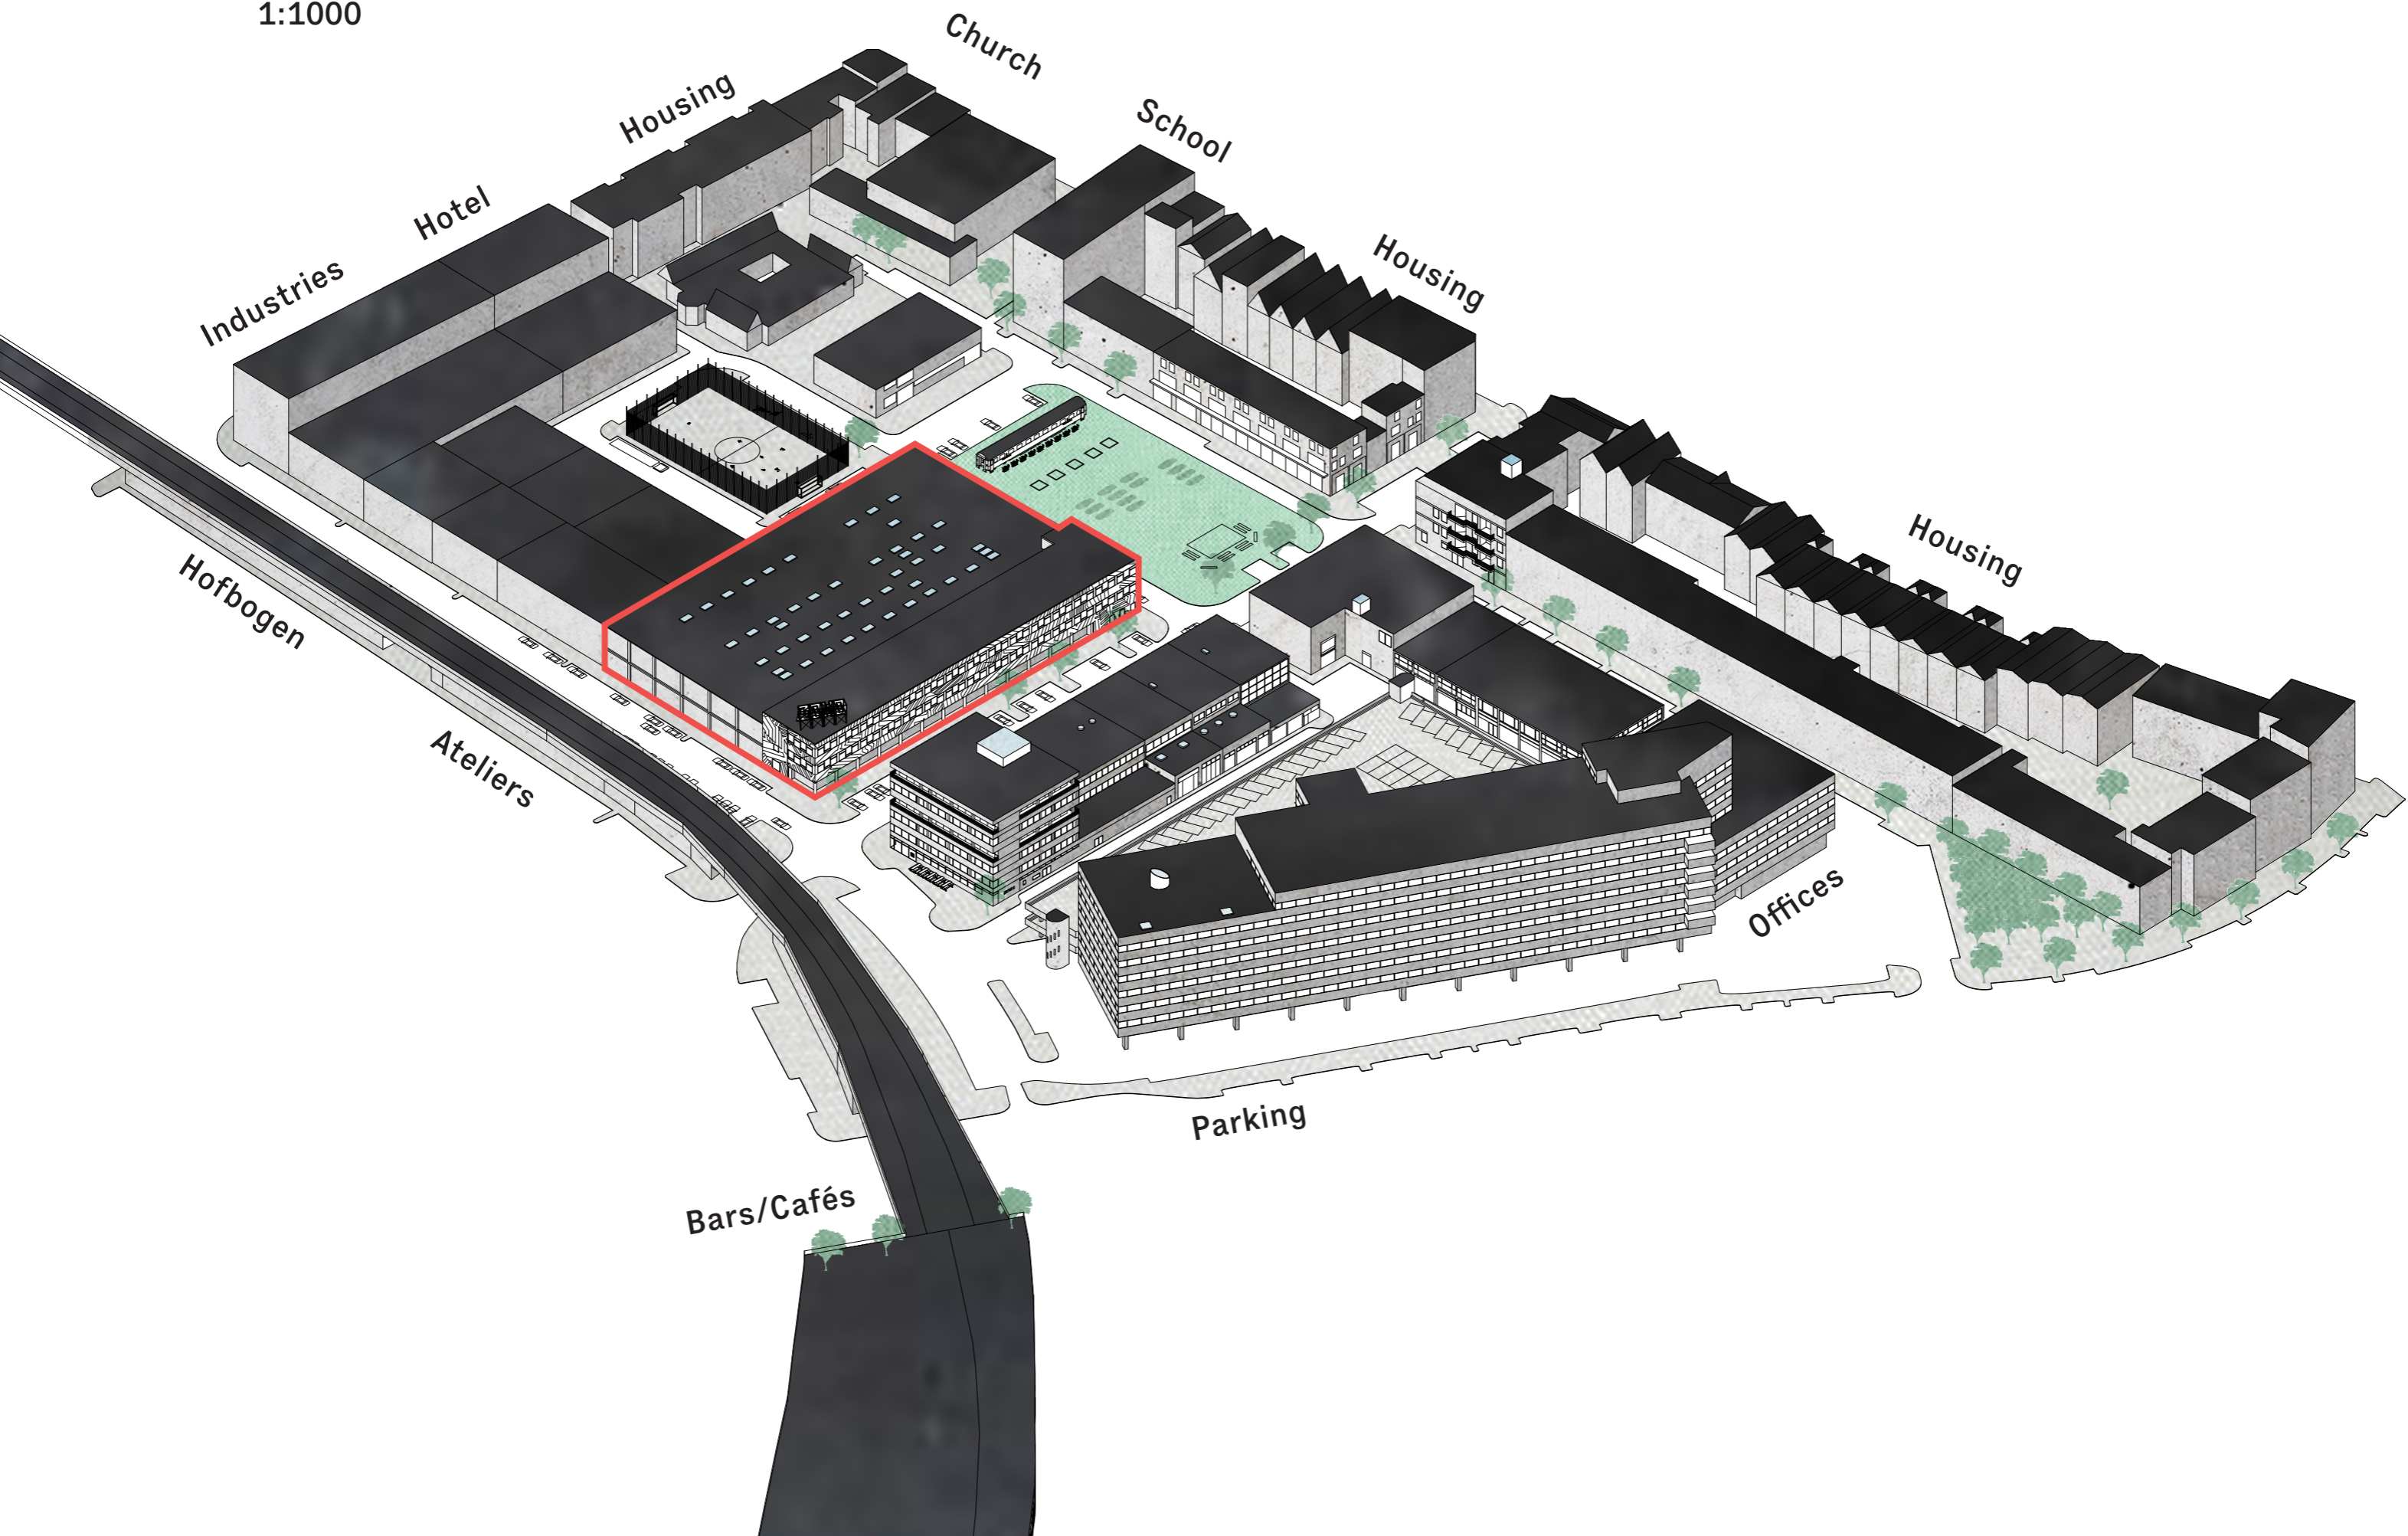 1:1000
Church
Housing
School
Hotel
Housing
Industries
Housing
Hofbogen
Ateliers
Offices
Parking
Bars/Cafés